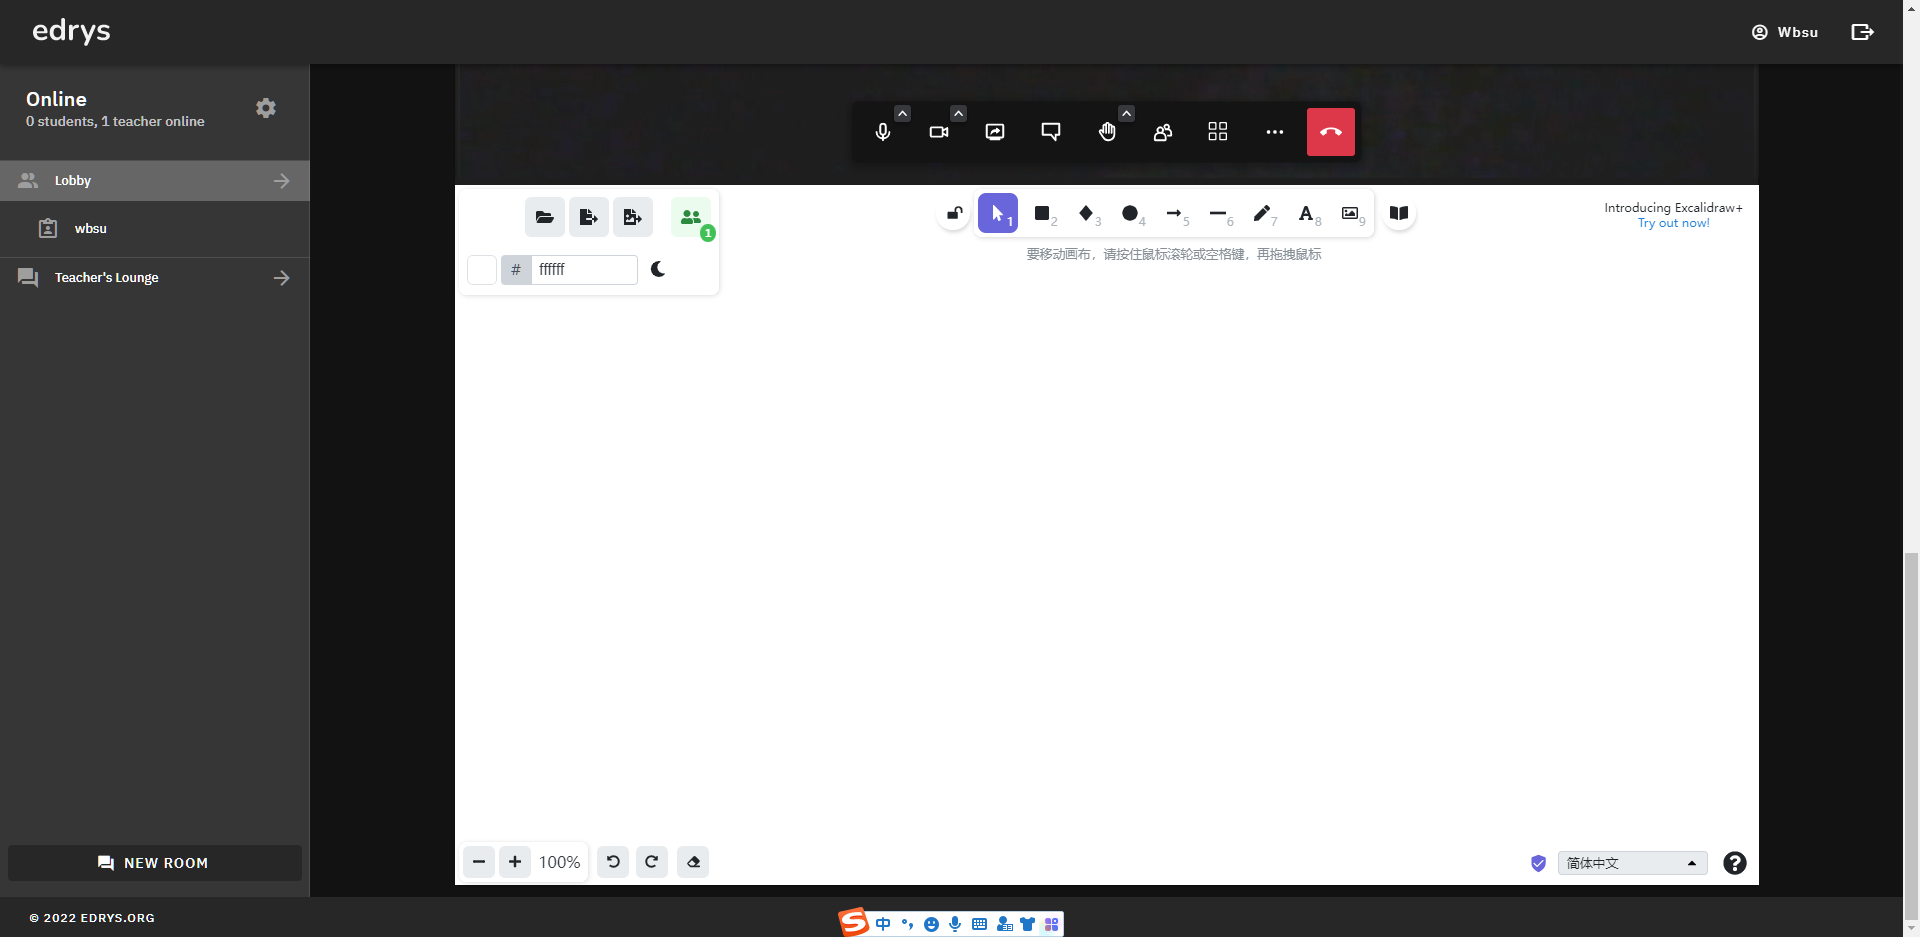 edrys
Wbsu
Online
0 students, 1 teacher online
Lobby
wbsu
Teacher's Lounge
NEW ROOM
© 2022 EDRYS.ORG
1
1
2
3
4
5
6
7
8
9
Introducing Excalidraw+
Try out now!
要移动画布，请按住鼠标滚轮或空格键，再拖拽鼠标
# ffffff
100%
简体中文
?
S 中